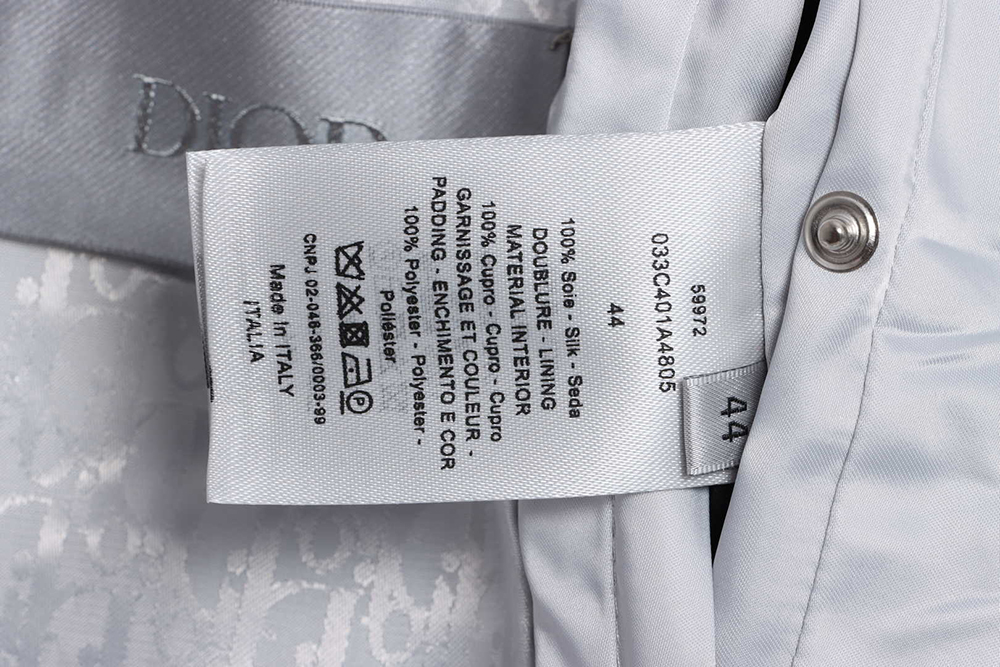 DIOR
59972
033C401A4805
44
100% Soie - Silk - Seda
DOUBLURE - LINING
MATERIAL INTERIOR
100% Cupro - Cupro - Cupro
GARNISSAGE ET COULEUR -
PADDING - ENCHIMENTO E COR
100% Polyester - Polyester -
Poliéster
P
CNPJ 02-046-366/0003-99
Made In ITALY
ITALIA
44